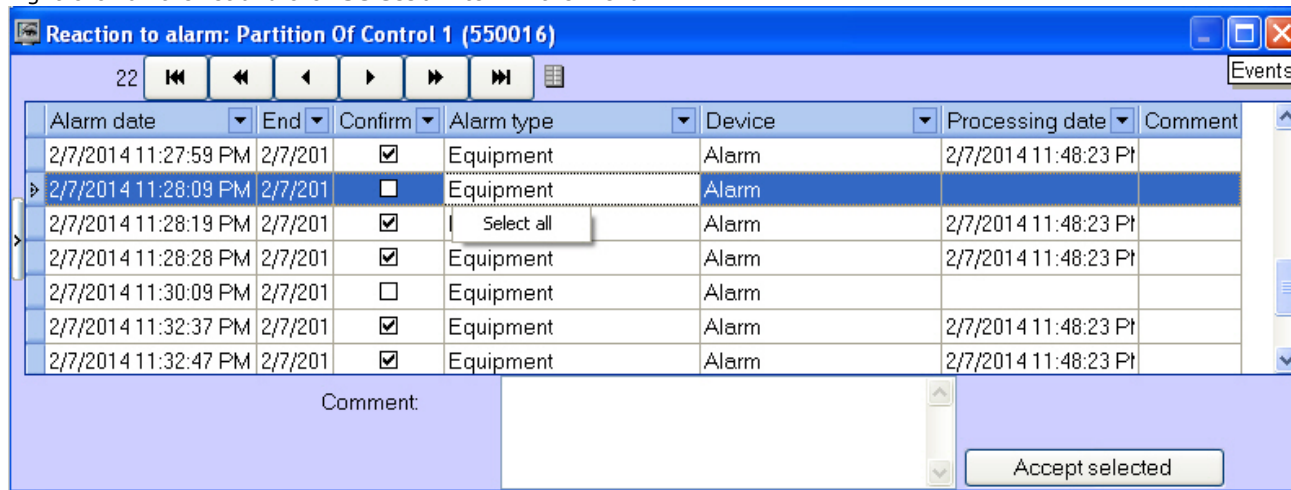 Reaction to alarm: Partition Of Control 1 (550016)
22
Events
Alarm date End Confirm Alarm type Device Processing date Comment
2/7/2014 11:27:59 PM 2/7/201 Equipment Alarm 2/7/2014 11:48:23 PM
2/7/2014 11:28:09 PM 2/7/201 Equipment Alarm
2/7/2014 11:28:19 PM 2/7/201 Select all Alarm 2/7/2014 11:48:23 PM
2/7/2014 11:28:28 PM 2/7/201 Equipment Alarm 2/7/2014 11:48:23 PM
2/7/2014 11:30:09 PM 2/7/201 Equipment Alarm
2/7/2014 11:32:37 PM 2/7/201 Equipment Alarm 2/7/2014 11:48:23 PM
2/7/2014 11:32:47 PM 2/7/201 Equipment Alarm 2/7/2014 11:48:23 PM
Comment:
Accept selected